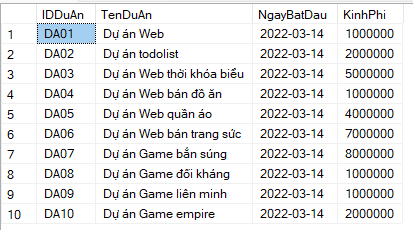 IDDuAn TenDuAn NgayBatDau KinhPhi
1 DA01 Dự án Web 2022-03-14 1000000
2 DA02 Dự án todolist 2022-03-14 2000000
3 DA03 Dự án Web thời khóa biểu 2022-03-14 5000000
4 DA04 Dự án Web bán đồ ăn 2022-03-14 1000000
5 DA05 Dự án Web quần áo 2022-03-14 4000000
6 DA06 Dự án Web bán trang sức 2022-03-14 7000000
7 DA07 Dự án Game bắn súng 2022-03-14 8000000
8 DA08 Dự án Game đối kháng 2022-03-14 1000000
9 DA09 Dự án Game liên minh 2022-03-14 1000000
10 DA10 Dự án Game empire 2022-03-14 2000000